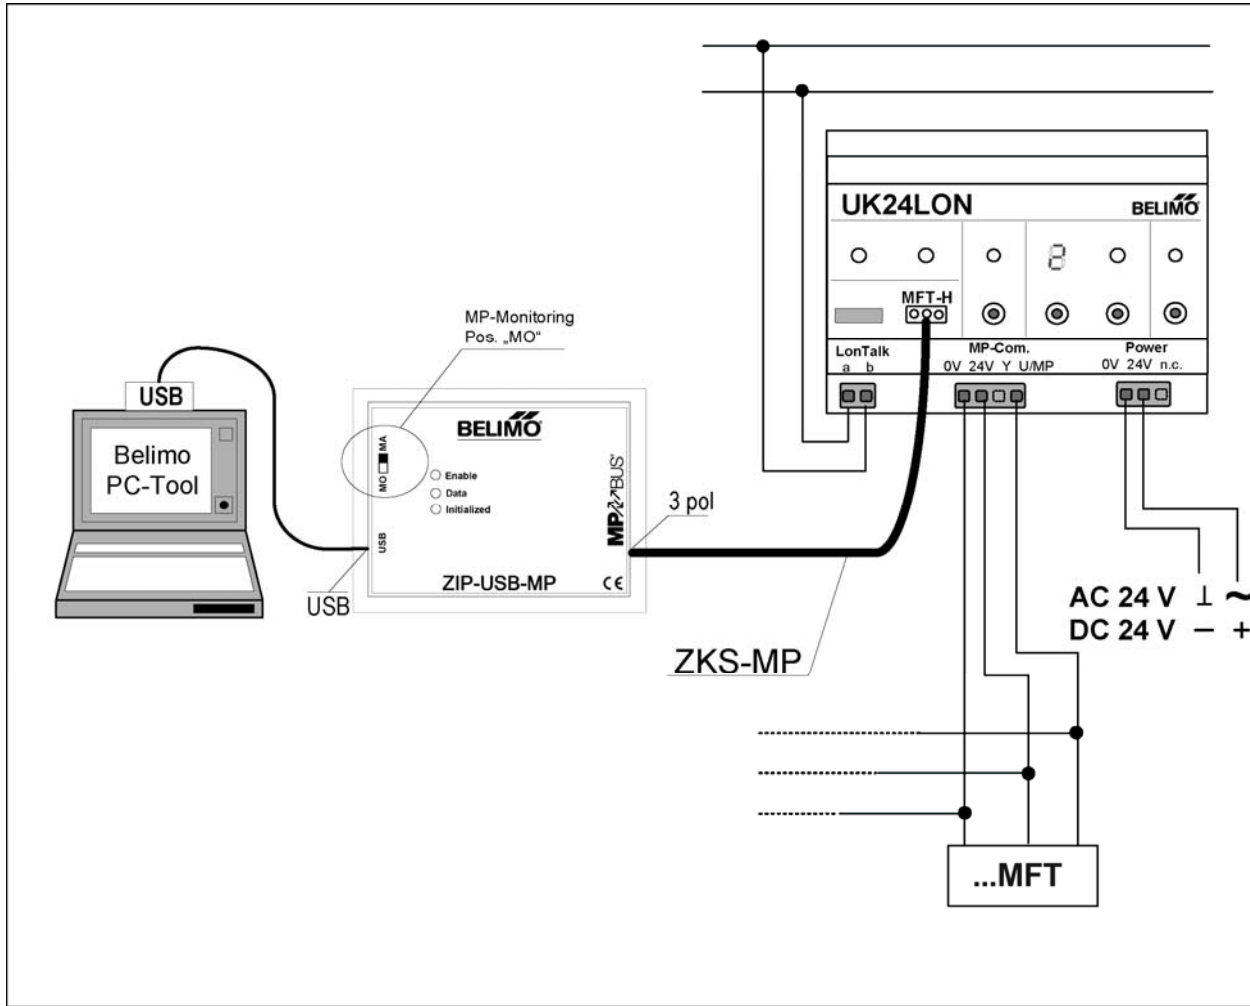 UK24LON
BELIMO
MFT-H
LonTalk
a b
MP-Com.
0V 24V Y U/MP
Power
0V 24V n.c.
MP-Monitoring
Pos. „MO“
USB
Belimo
PC-Tool
BELIMO
MO MA
Enable
Data
Initialized
USB
MP BUS
ZIP-USB-MP
CE
USB
3 pol
ZKS-MP
AC 24 V ⊥ ~
DC 24 V − +
...MFT